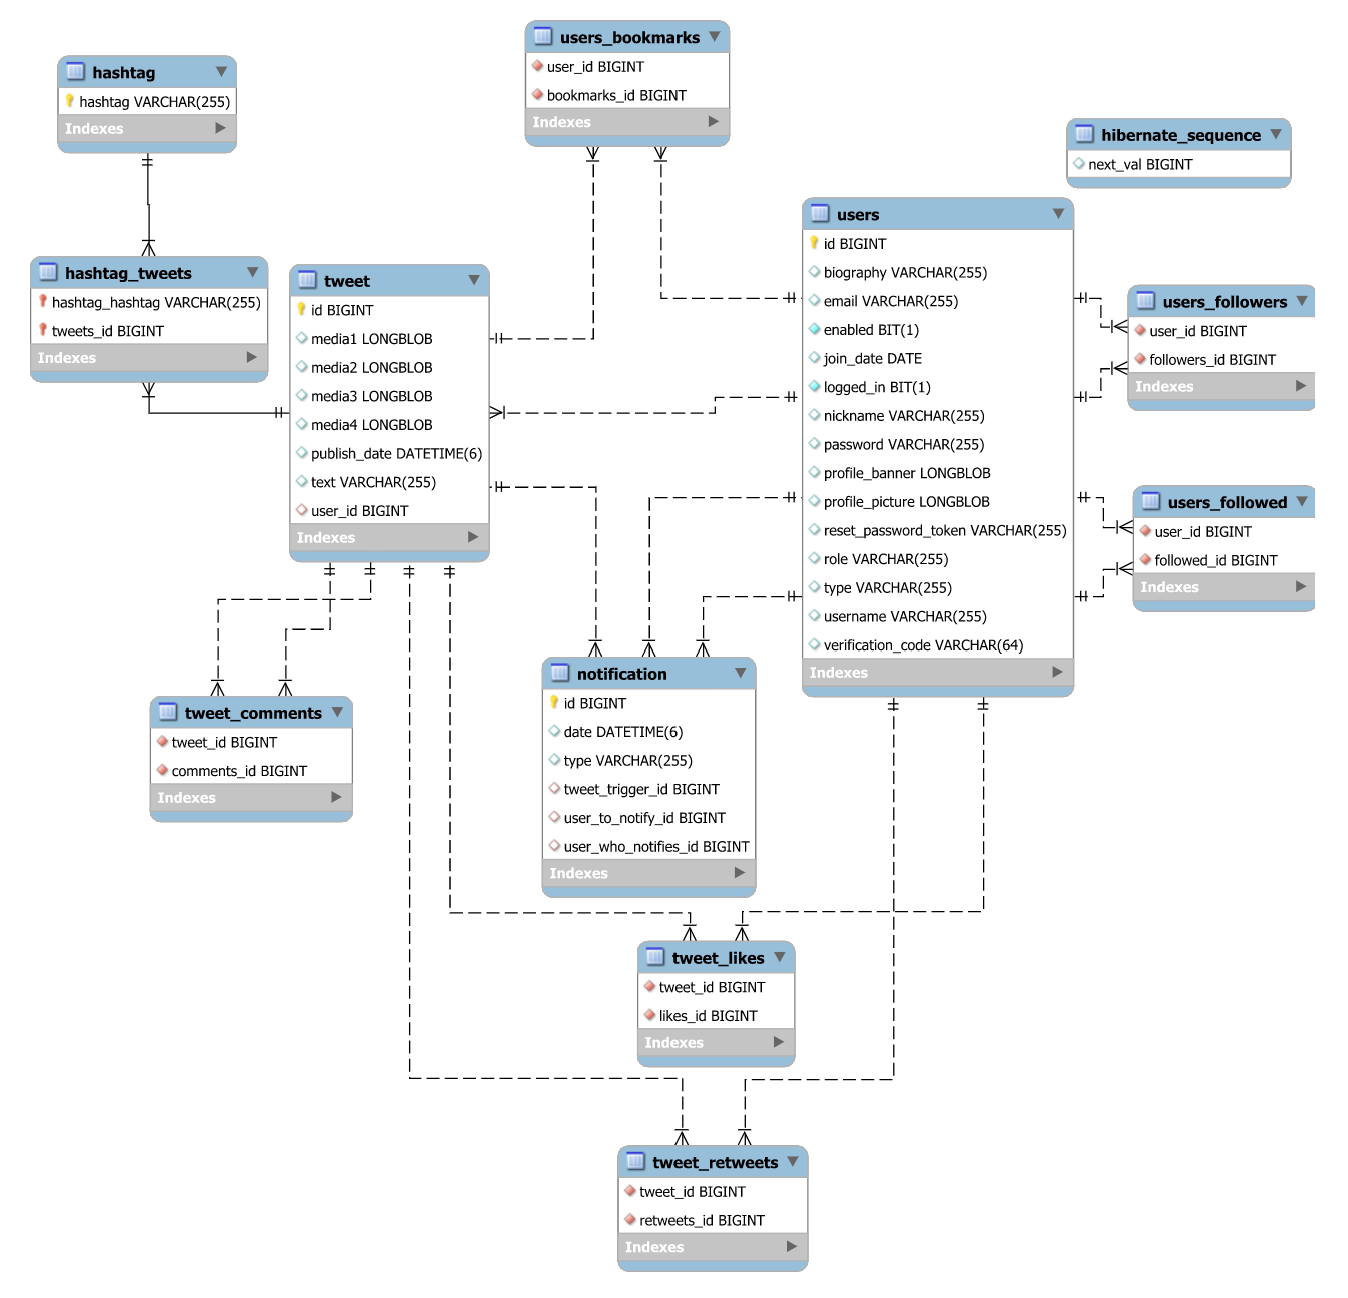 users_bookmarks
user_id BIGINT
bookmarks_id BIGINT
Indexes
hashtag
hashtag VARCHAR(255)
Indexes
hibernate_sequence
next_val BIGINT
hashtag_tweets
hashtag_hashtag VARCHAR(255)
tweets_id BIGINT
Indexes
tweet
id BIGINT
media1 LONGBLOB
media2 LONGBLOB
media3 LONGBLOB
media4 LONGBLOB
publish_date DATETIME(6)
text VARCHAR(255)
user_id BIGINT
Indexes
users
id BIGINT
biography VARCHAR(255)
email VARCHAR(255)
enabled BIT(1)
join_date DATE
logged_in BIT(1)
nickname VARCHAR(255)
password VARCHAR(255)
profile_banner LONGBLOB
profile_picture LONGBLOB
reset_password_token VARCHAR(255)
role VARCHAR(255)
type VARCHAR(255)
username VARCHAR(255)
verification_code VARCHAR(64)
Indexes
users_followers
user_id BIGINT
followers_id BIGINT
Indexes
users_followed
user_id BIGINT
followed_id BIGINT
Indexes
tweet_comments
tweet_id BIGINT
comments_id BIGINT
Indexes
notification
id BIGINT
date DATETIME(6)
type VARCHAR(255)
tweet_trigger_id BIGINT
user_to_notify_id BIGINT
user_who_notifies_id BIGINT
Indexes
tweet_likes
tweet_id BIGINT
likes_id BIGINT
Indexes
tweet_retweets
tweet_id BIGINT
retweets_id BIGINT
Indexes